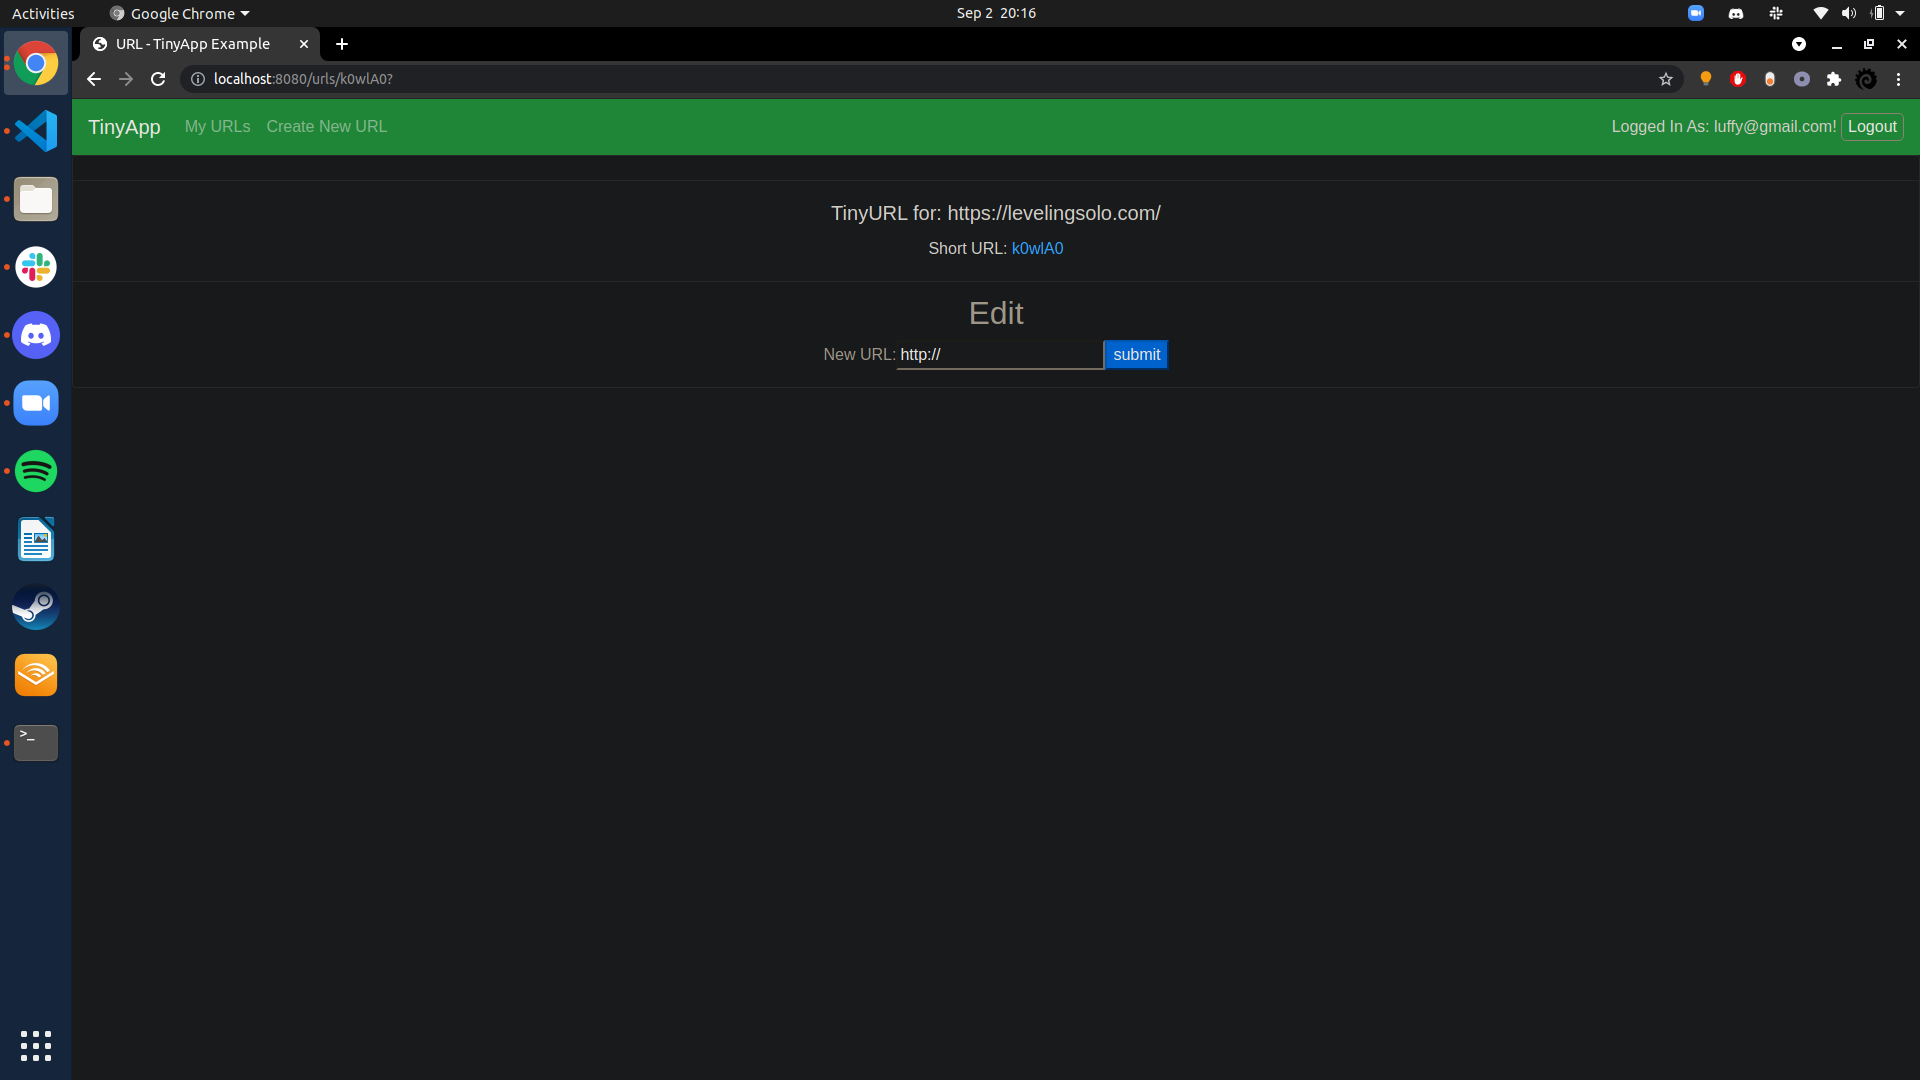 Activities
Google Chrome
Sep 2 20:16
URL - TinyApp Example
localhost:8080/urls/k0wlA0?
TinyApp My URLs Create New URL
Logged In As: luffy@gmail.com! Logout
TinyURL for: https://levelingsolo.com/
Short URL: k0wlA0
Edit
New URL: http:// submit
>_